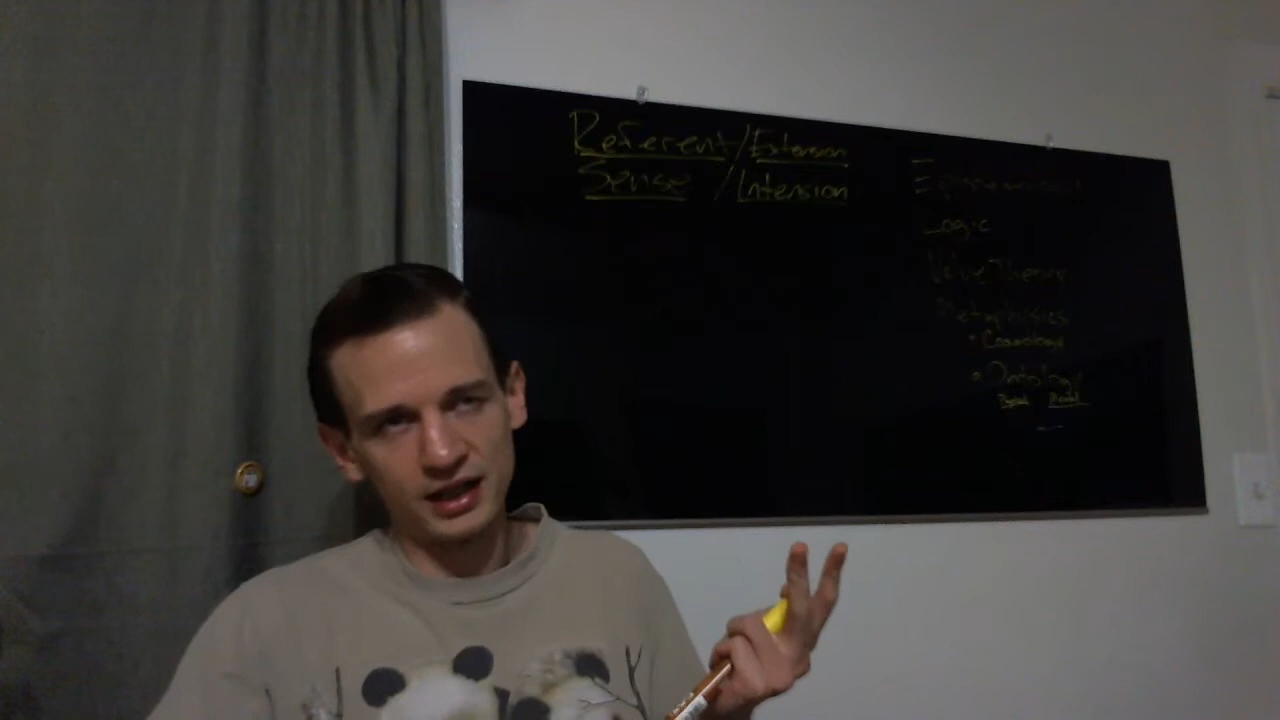 Referent/Extension
Sense / Intension
Logic
Value Theory
Metaphysics
• Cosmology
• Ontology